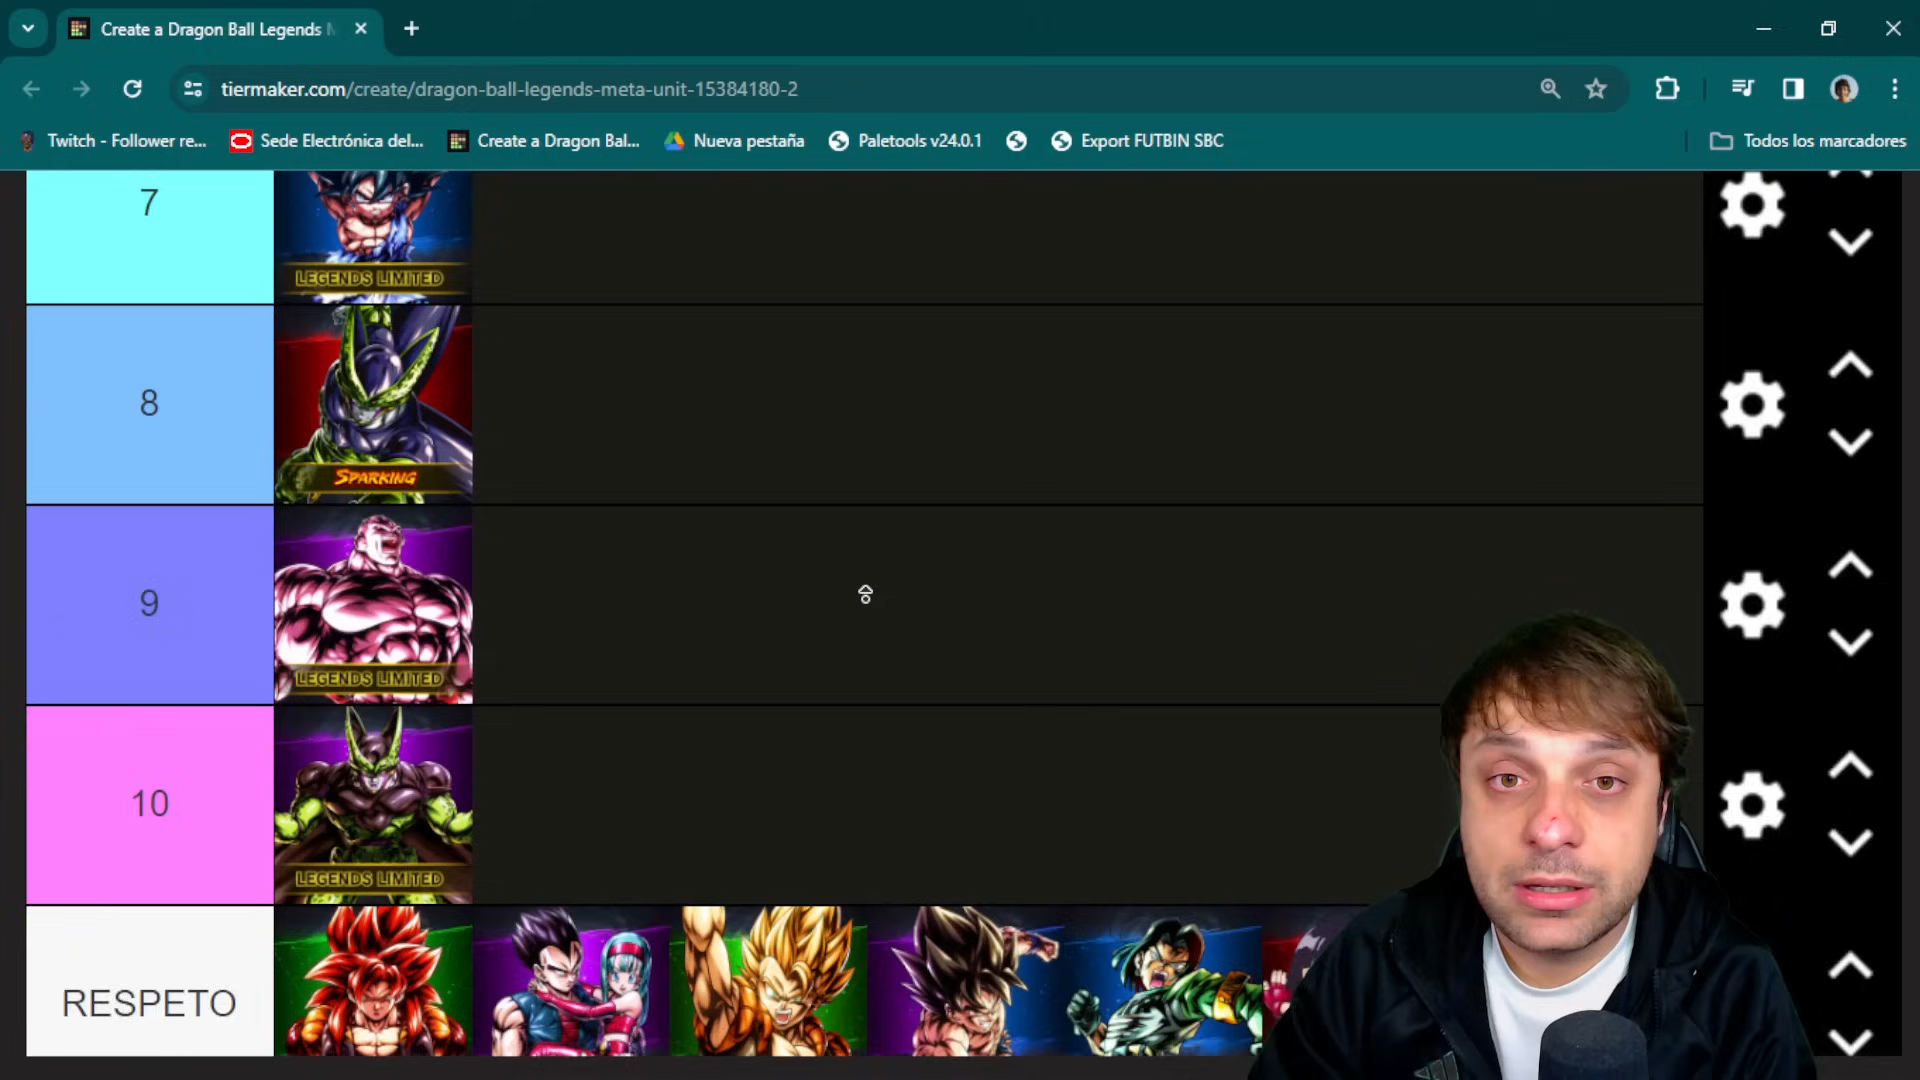 Create a Dragon Ball Legends
tiermaker.com/create/dragon-ball-legends-meta-unit-15384180-2
Twitch - Follower re...
Sede Electrónica del...
Create a Dragon Bal...
Nueva pestaña
Paletools v24.0.1
Export FUTBIN SBC
Todos los marcadores
7
LEGENDS LIMITED
8
SPARKING
9
LEGENDS LIMITED
10
LEGENDS LIMITED
RESPETO